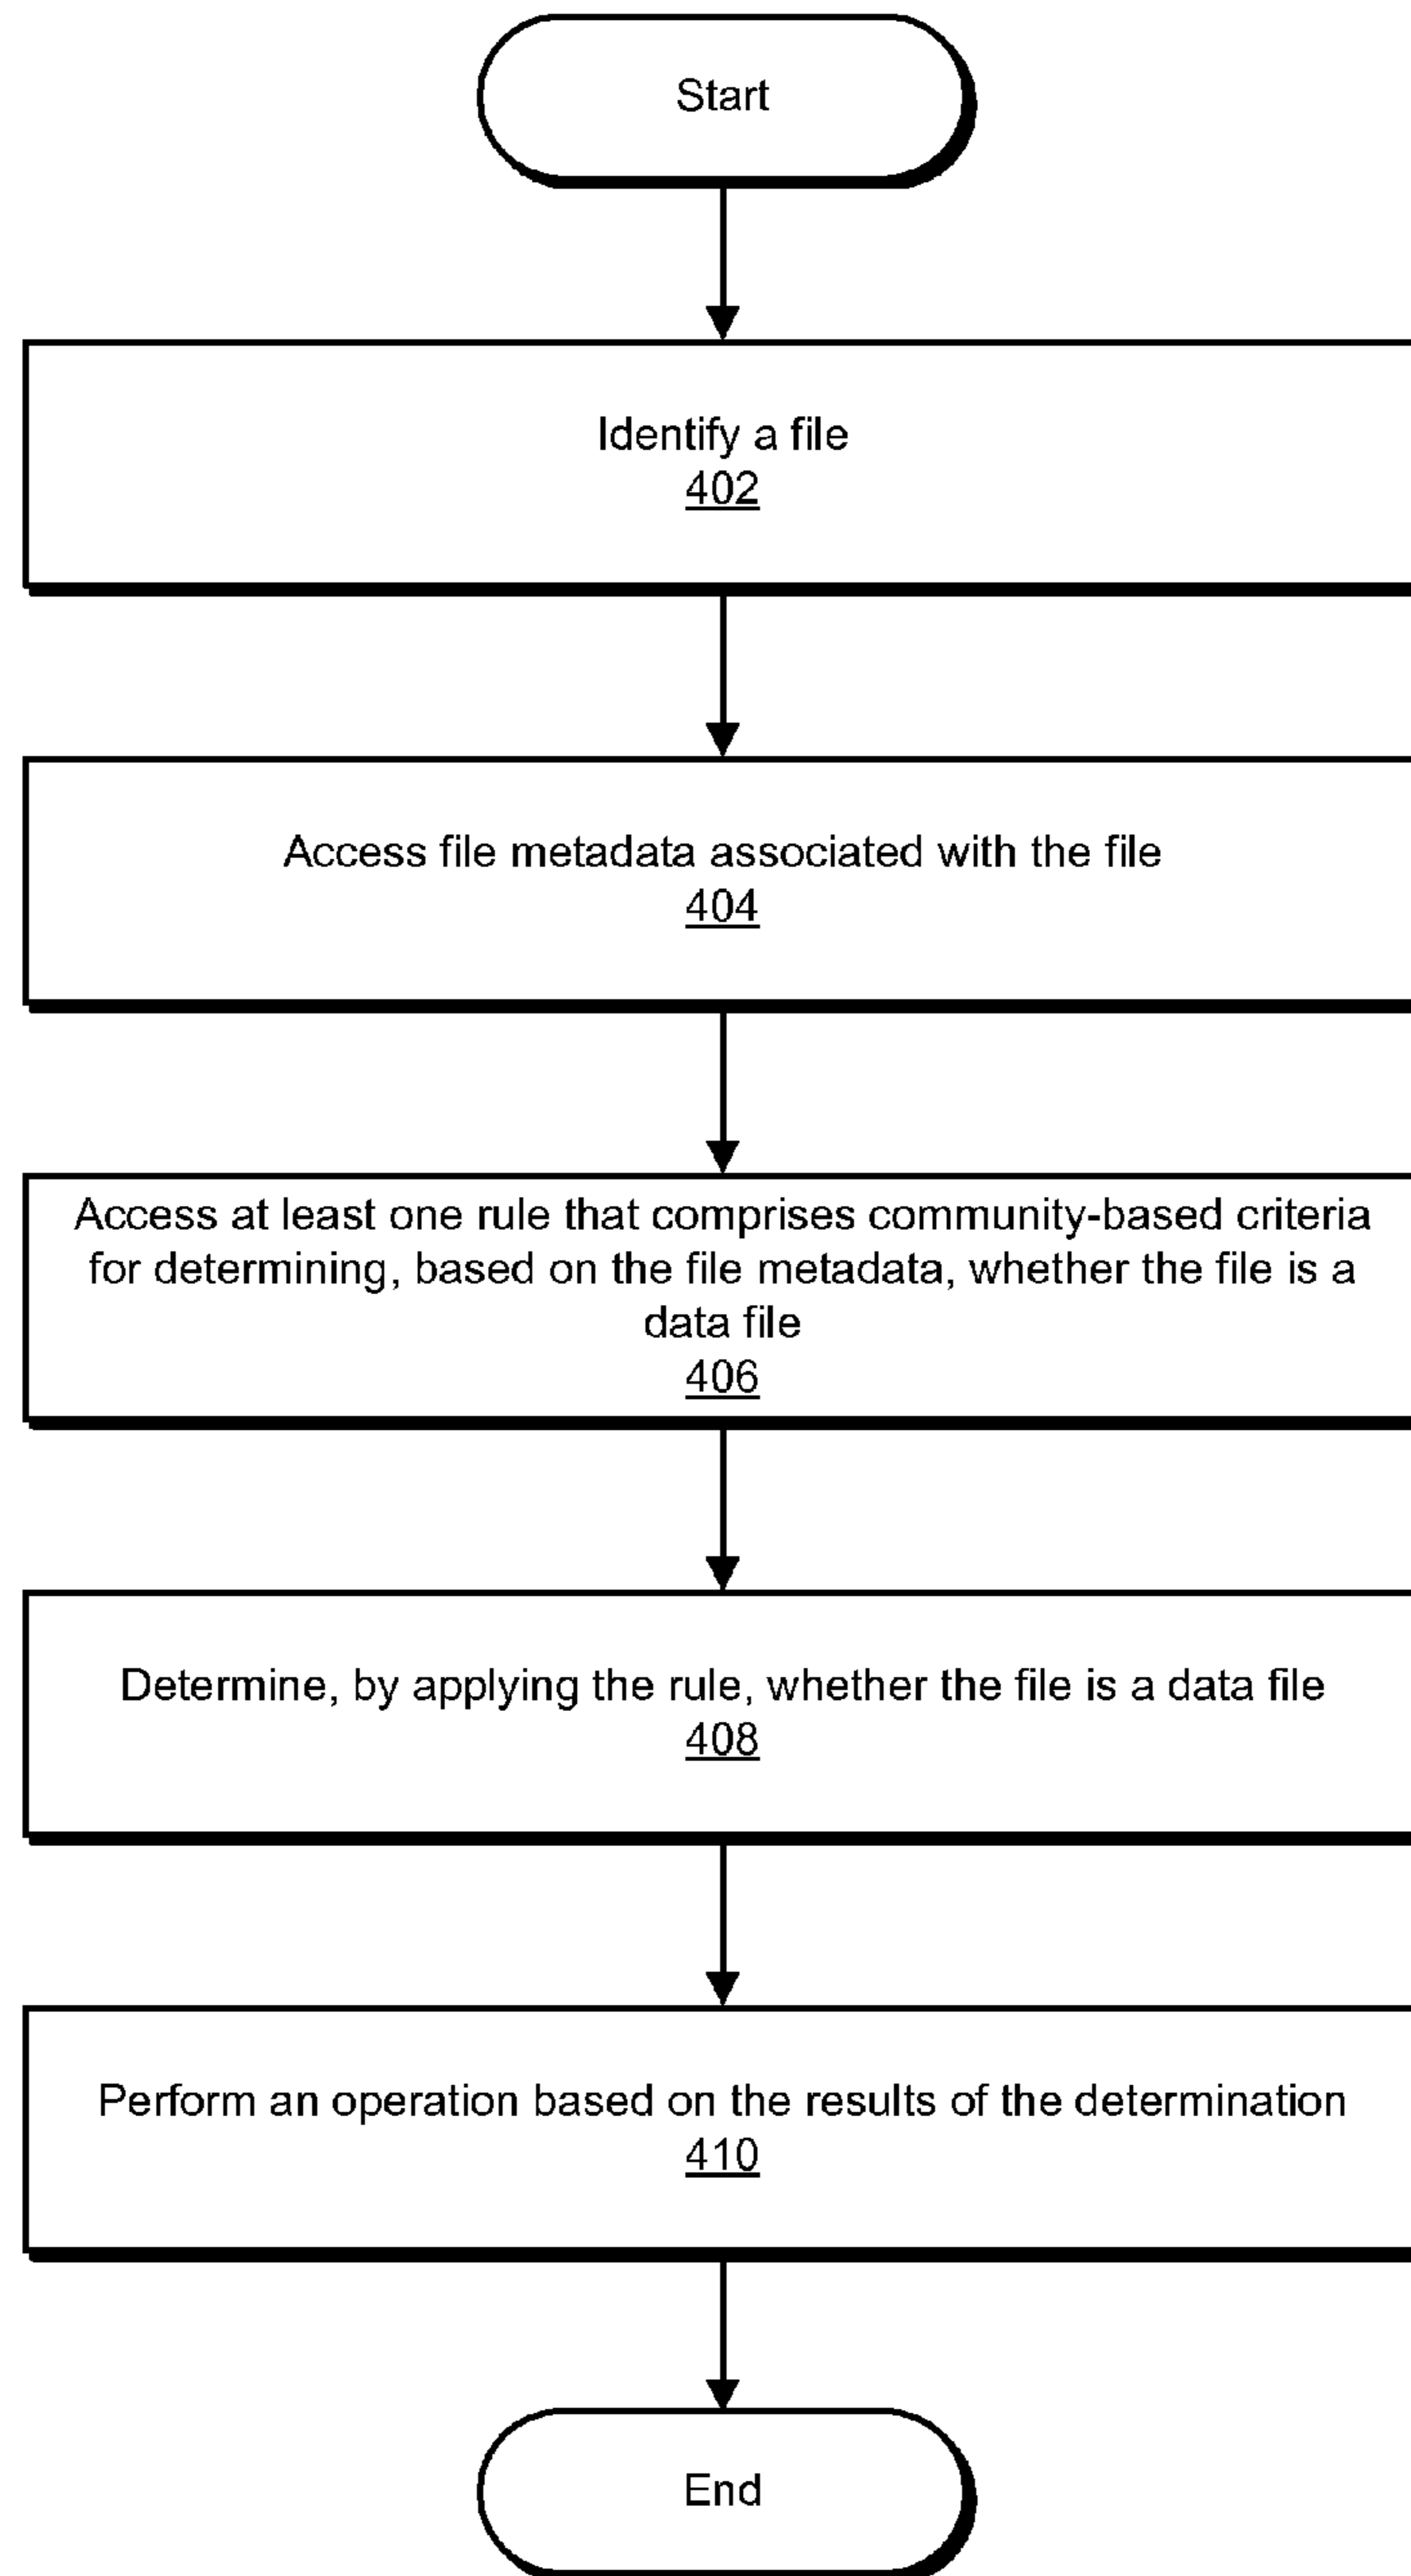 Start
Identify a file
402
Access file metadata associated with the file
404
Access at least one rule that comprises community-based criteria
for determining, based on the file metadata, whether the file is a
data file
406
Determine, by applying the rule, whether the file is a data file
408
Perform an operation based on the results of the determination
410
End